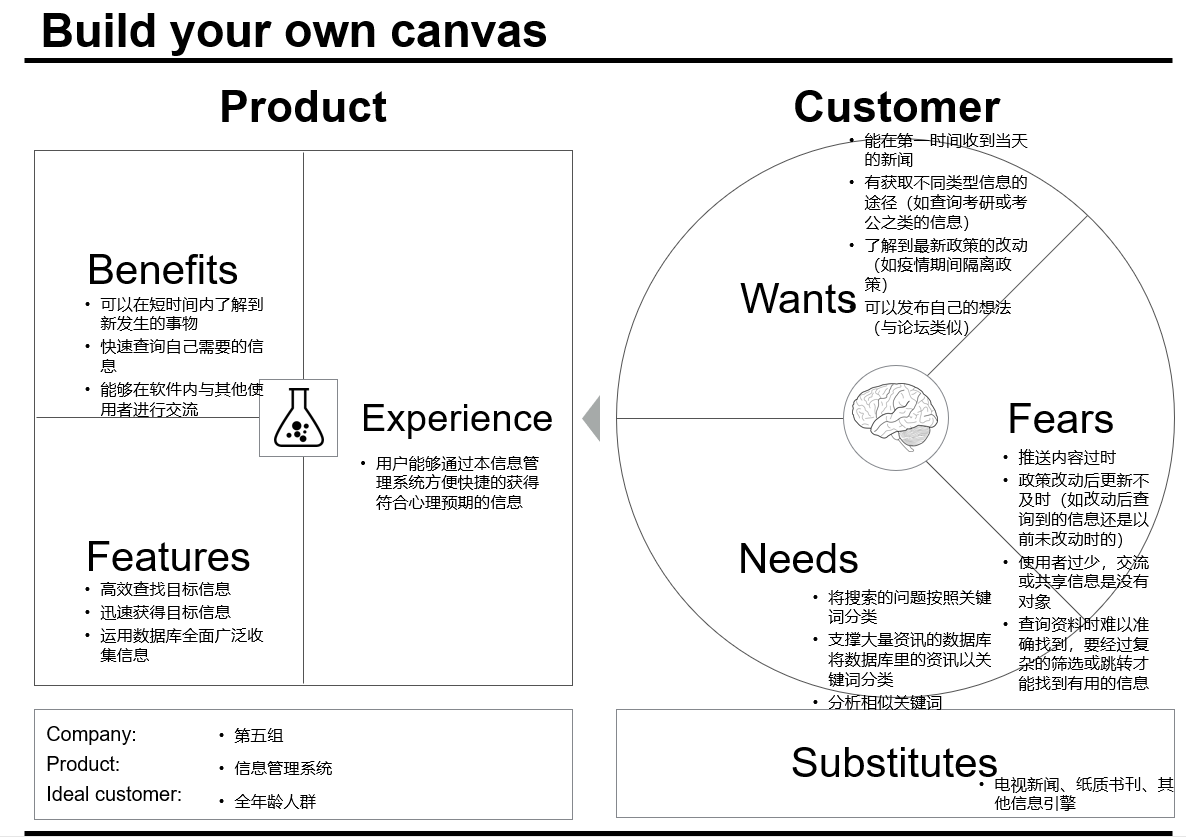 Build your own canvas
Product
Benefits
• 可以在短时间内了解到
新发生的事物
• 快速查询自己需要的信
息
• 能够在软件内与其他使
用者进行交流
Experience
• 用户能够通过本信息管
理系统方便快捷的获得
符合心理预期的信息
Features
• 高效查找目标信息
• 迅速获得目标信息
• 运用数据库全面广泛收
集信息
Company:
• 第五组
Product:
• 信息管理系统
Ideal customer:
• 全年龄人群
Customer
• 能在第一时间收到当天
的新闻
• 有获取不同类型信息的
途径（如查询考研或考
公之类的信息）
• 了解到最新政策的改动
（如疫情期间隔离政
策）
Wants
• 可以发布自己的想法
（与论坛类似）
Fears
• 推送内容过时
• 政策改动后更新不
及时（如改动后查
询到的信息还是以
前未改动时的）
• 使用者过少，交流
或共享信息是没有
对象
• 查询资料时难以准
确找到，要经过复
杂的筛选或跳转才
能找到有用的信息
Needs
• 将搜索的问题按照关键
词分类
• 支撑大量资讯的数据库
将数据库里的资讯以关
键词分类
• 分析相似关键词
Substitutes
• 电视新闻、纸质书刊、其
他信息引擎